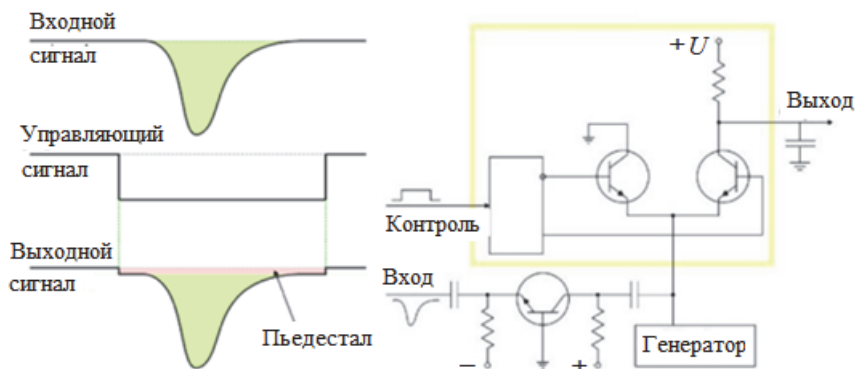 Входной
сигнал
Управляющий
сигнал
Выходной
сигнал
Пьедестал
+U
Выход
Контроль
Вход
− +
Генератор